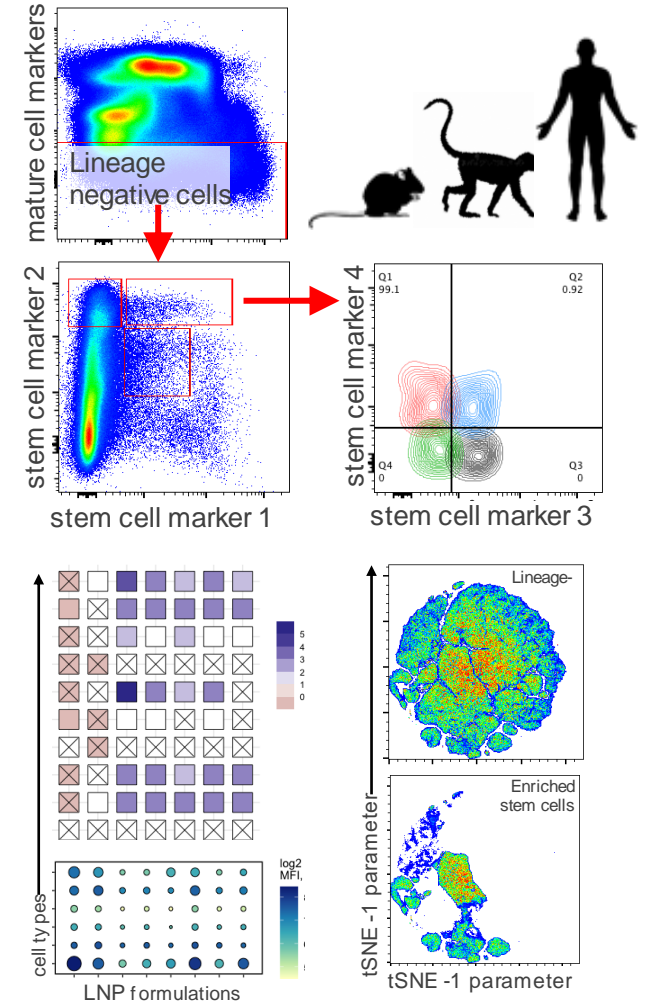 mature cell markers
Lineage
negative cells
stem cell marker 2
stem cell marker 1
stem cell marker 4
Q1
99.1
Q2
0.92
Q4
0
Q3
0
stem cell marker 3
5
4
3
2
1
0
cell types
log2
MFI,
8
6
LNP formulations
Lineage-
Enriched
stem cells
tSNE -1 parameter
tSNE -1 parameter